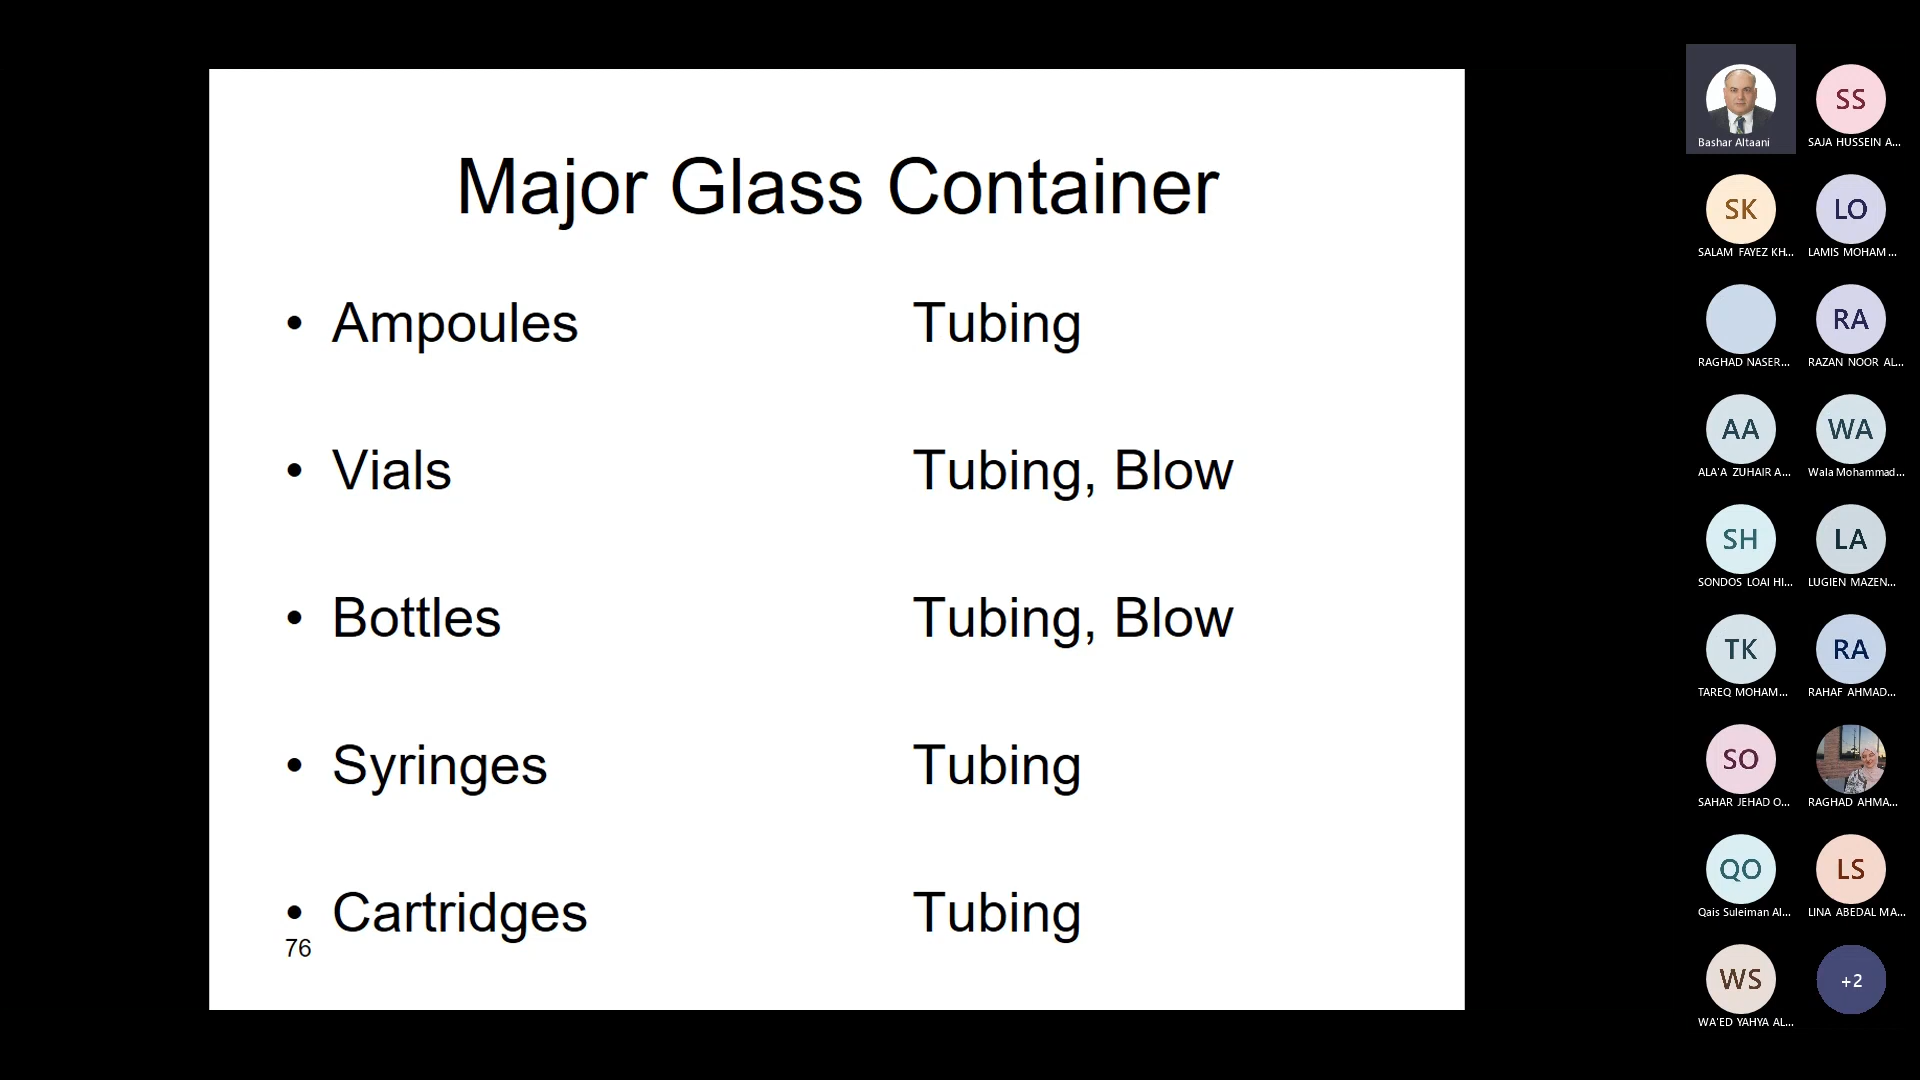 Major Glass Container
• Ampoules Tubing
• Vials Tubing, Blow
• Bottles Tubing, Blow
• Syringes Tubing
• Cartridges Tubing
76
Bashar Altaani
SS
SAJA HUSSEIN A...
SK
SALAM FAYEZ KH...
LO
LAMIS MOHAM...
RAGHAD NASER...
RA
RAZAN NOOR AL...
AA
ALA'A ZUHAIR A...
WA
Wala Mohammad...
SH
SONDOS LOAI HI...
LA
LUGIEN MAZEN...
TK
TAREQ MOHAM...
RA
RAHAF AHMAD...
SO
SAHAR JEHAD O...
RAGHAD AHMA...
QO
Qais Suleiman Al...
LS
LINA ABEDAL MA...
WS
WA'ED YAHYA AL...
+2